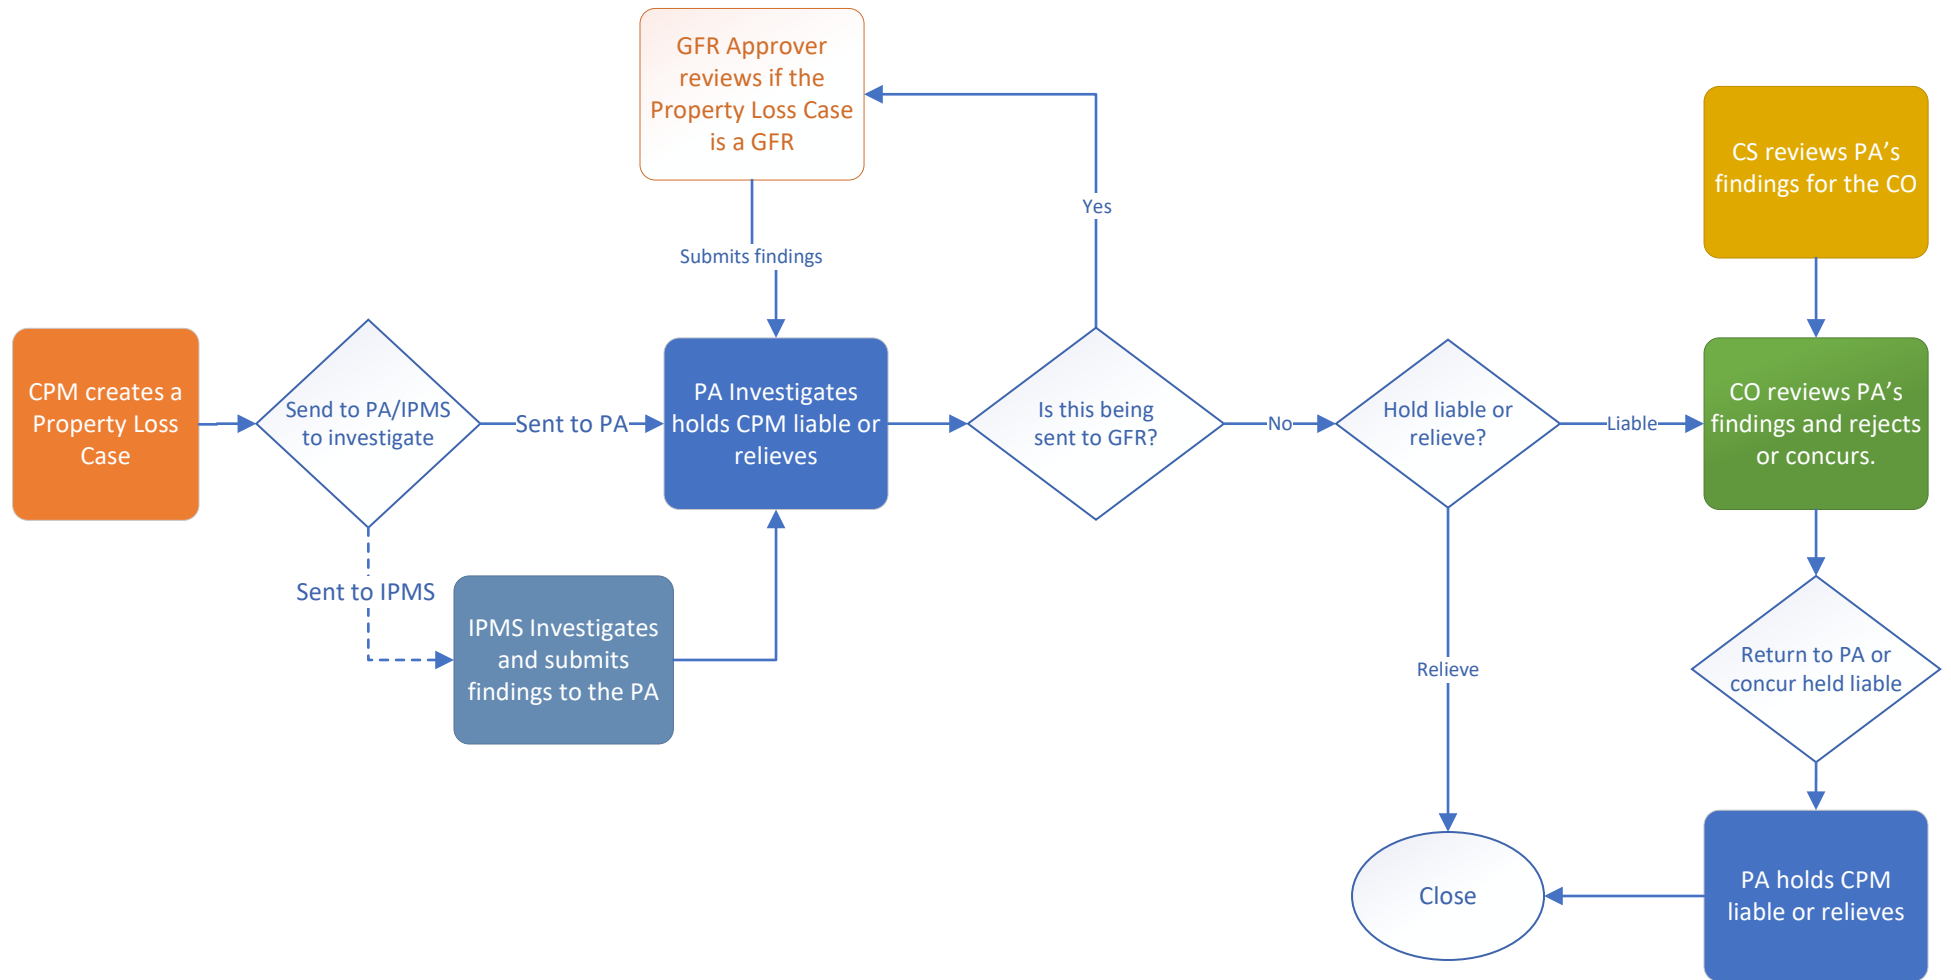 GFR Approver
reviews if the
Property Loss Case
is a GFR
CS reviews PA’s
findings for the CO
Yes
Submits findings
CPM creates a
Property Loss
Case
Send to PA/IPMS
to investigate
Sent to PA
PA Investigates
holds CPM liable or
relieves
Is this being
sent to GFR?
No
Hold liable or
relieve?
Liable
CO reviews PA’s
findings and rejects
or concurs.
Sent to IPMS
IPMS Investigates
and submits
findings to the PA
Relieve
Return to PA or
concur held liable
Close
PA holds CPM
liable or relieves